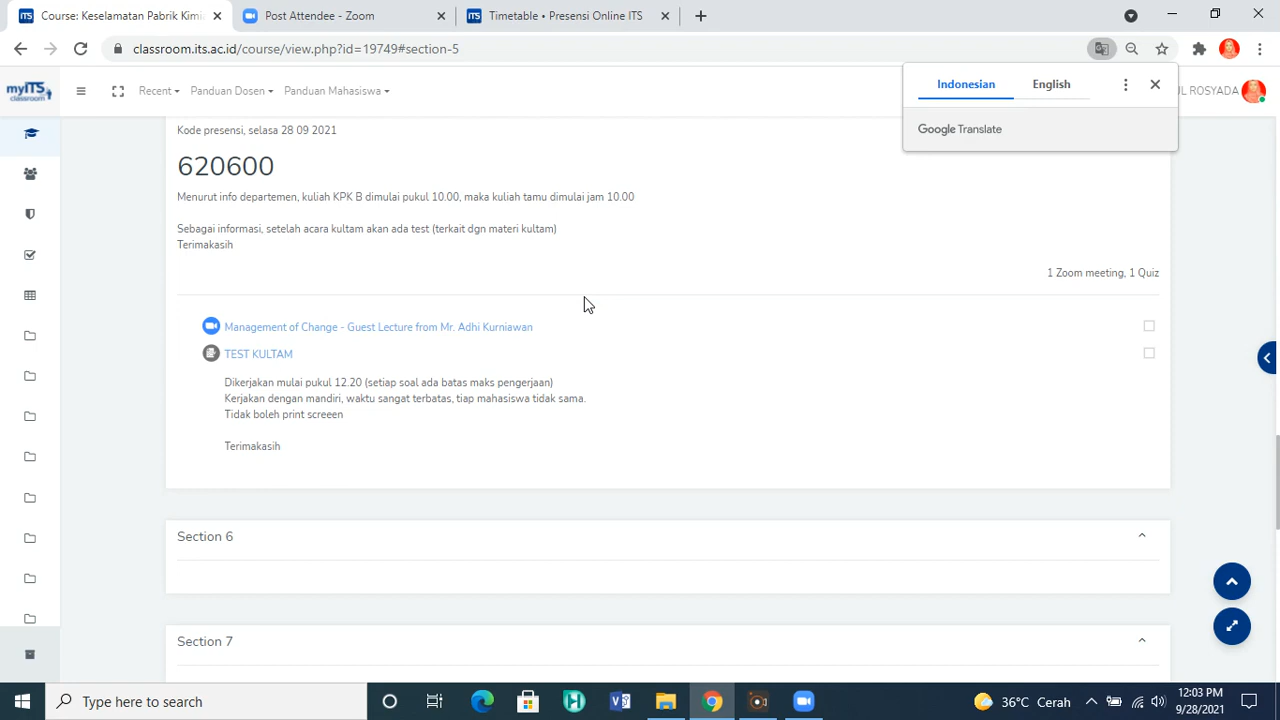 Course: Keselamatan Pabrik Kimi
Post Attendee - Zoom
ITS
Timetable • Presensi Online ITS
classroom.its.ac.id/course/view.php?id=19749#section-5
myITS
classroom
Recent
Panduan Dosen
Panduan Mahasiswa
UL ROSYADA
Indonesian
English
Google Translate
Kode presensi, selasa 28 09 2021
620600
Menurut info departemen, kuliah KPK B dimulai pukul 10.00, maka kuliah tamu dimulai jam 10.00
Sebagai informasi, setelah acara kultam akan ada test (terkait dgn materi kultam)
Terimakasih
1 Zoom meeting, 1 Quiz
Management of Change - Guest Lecture from Mr. Adhi Kurniawan
TEST KULTAM
Dikerjakan mulai pukul 12.20 (setiap soal ada batas maks pengerjaan)
Kerjakan dengan mandiri, waktu sangat terbatas, tiap mahasiswa tidak sama.
Tidak boleh print screeen
Terimakasih
Section 6
Section 7
Type here to search
36°C Cerah
12:03 PM
9/28/2021